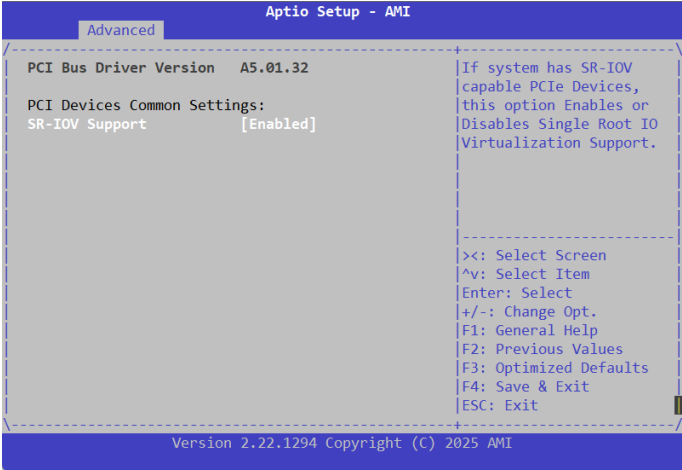 Aptio Setup - AMI
Advanced
PCI Bus Driver Version A5.01.32
PCI Devices Common Settings:
SR-IOV Support [Enabled]
If system has SR-IOV
capable PCIe Devices,
this option Enables or
Disables Single Root IO
Virtualization Support.
><: Select Screen
^v: Select Item
Enter: Select
+/-: Change Opt.
F1: General Help
F2: Previous Values
F3: Optimized Defaults
F4: Save & Exit
ESC: Exit
Version 2.22.1294 Copyright (C) 2025 AMI